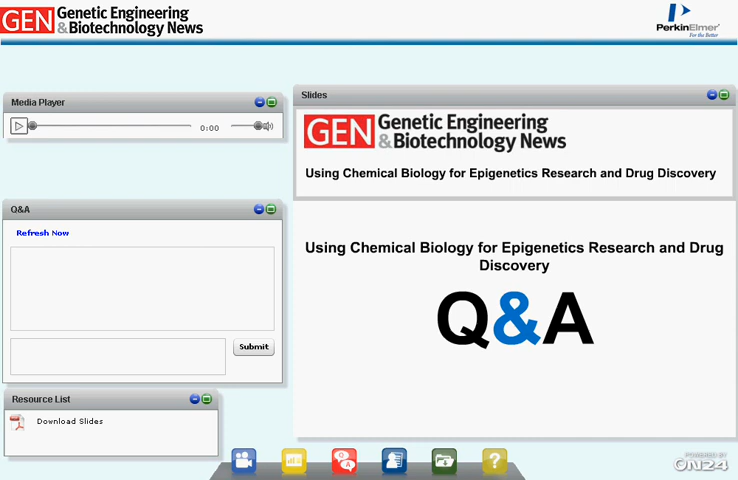 GEN Genetic Engineering
&Biotechnology News
PerkinElmer
For the Better
Media Player
0:00
Q&A
Refresh Now
Submit
Resource List
Download Slides
Slides
GEN Genetic Engineering
&Biotechnology News
Using Chemical Biology for Epigenetics Research and Drug Discovery
Using Chemical Biology for Epigenetics Research and Drug
Discovery
Q&A
Q
A
?
POWERED BY
ON24